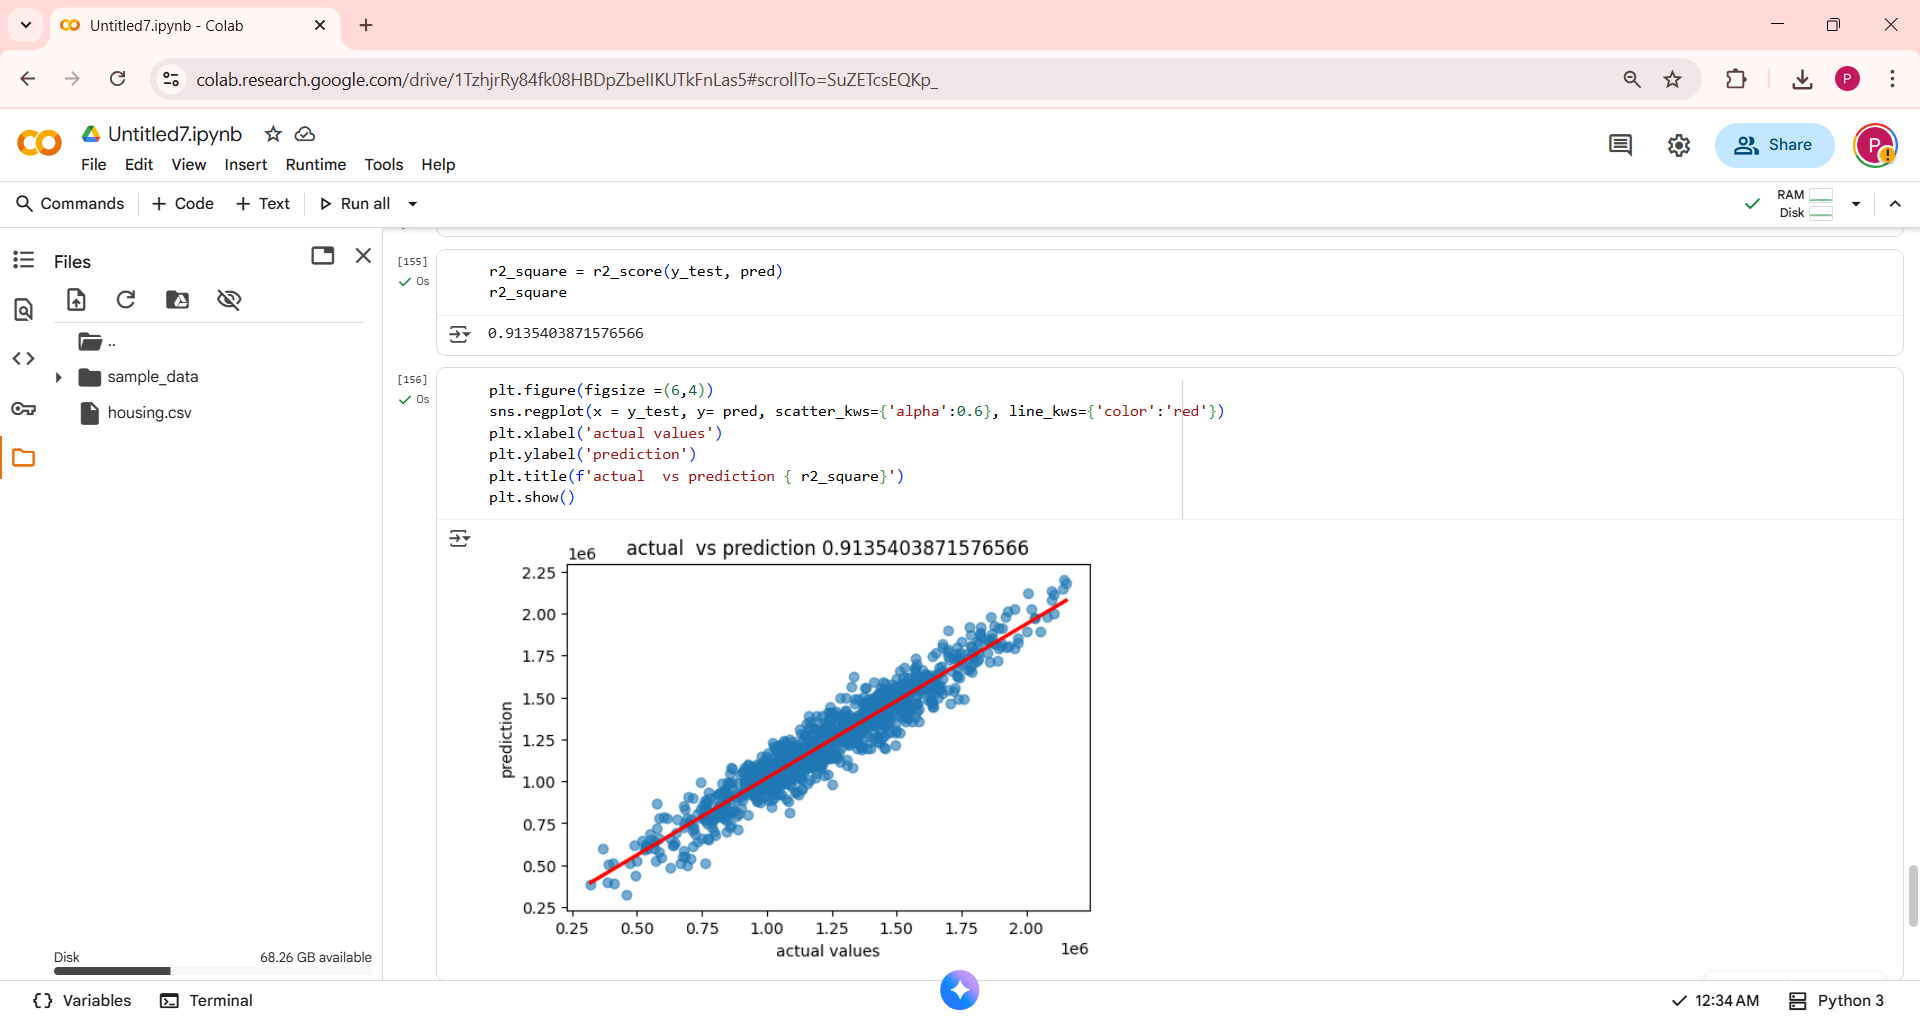 Untitled7.ipynb - Colab
colab.research.google.com/drive/1TzhjrRy84fk08HBDpZbeIIKUTkFnLas5#scrollTo=SuZETcsEQKp_
P
Untitled7.ipynb
File Edit View Insert Runtime Tools Help
Share
P
Commands + Code + Text Run all
RAM
Disk
Files
..
sample_data
housing.csv
Disk 68.26 GB available
[155]
0s
r2_square = r2_score(y_test, pred)
r2_square
0.9135403871576566
[156]
0s
plt.figure(figsize =(6,4))
sns.regplot(x = y_test, y= pred, scatter_kws={'alpha':0.6}, line_kws={'color':'red'})
plt.xlabel('actual values')
plt.ylabel('prediction')
plt.title(f'actual  vs prediction { r2_square}')
plt.show()
1e6 actual  vs prediction 0.9135403871576566
2.25
2.00
1.75
1.50
1.25
1.00
0.75
0.50
0.25
prediction
0.25 0.50 0.75 1.00 1.25 1.50 1.75 2.00
actual values 1e6
Variables Terminal
12:34 AM Python 3